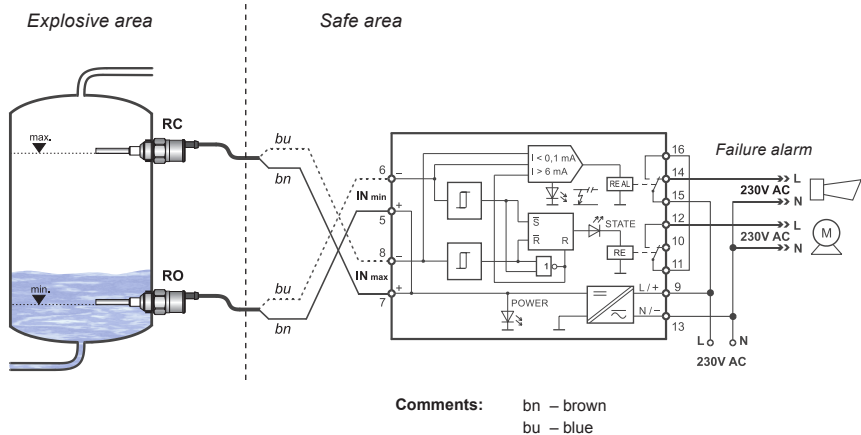 Explosive area
Safe area
max.
RC
bu
bn
min.
RO
bu
bn
6
−
IN min
+
5
8
−
IN max
+
7
I < 0,1 mA
I > 6 mA
RE AL
S
R
R
STATE
RE
1
POWER
L / +
N / −
16
14
15
12
10
11
9
13
Failure alarm
L
230V AC
N
L
230V AC
M
N
L
N
230V AC
Comments:
bn – brown
bu – blue